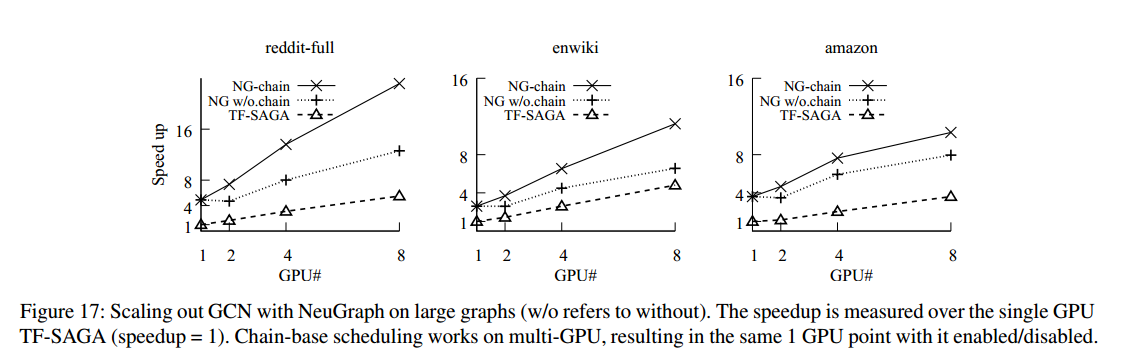 reddit-full
NG-chain
NG w/o.chain
TF-SAGA
Speed up
16
8
4
1
1 2 4 8
GPU#
enwiki
16
NG-chain
NG w/o.chain
TF-SAGA
8
4
1
1 2 4 8
GPU#
amazon
16
NG-chain
NG w/o.chain
TF-SAGA
8
4
1
1 2 4 8
GPU#
Figure 17: Scaling out GCN with NeuGraph on large graphs (w/o refers to without). The speedup is measured over the single GPU
TF-SAGA (speedup = 1). Chain-base scheduling works on multi-GPU, resulting in the same 1 GPU point with it enabled/disabled.